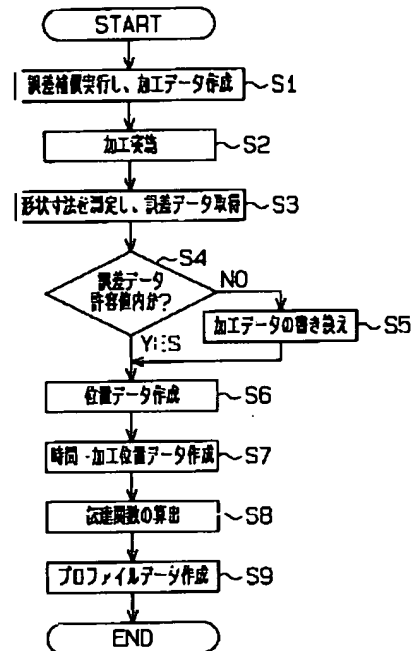 START
誤差補償実行し、加工データ作成 S1
加工実施 S2
形状寸法を測定し、誤差データ取得 S3
S4
誤差データ
許容値内か?
NO
加工データの書き換え S5
YES
位置データ作成 S6
時間-加工位置データ作成 S7
伝達関数の算出 S8
プロファイルデータ作成 S9
END